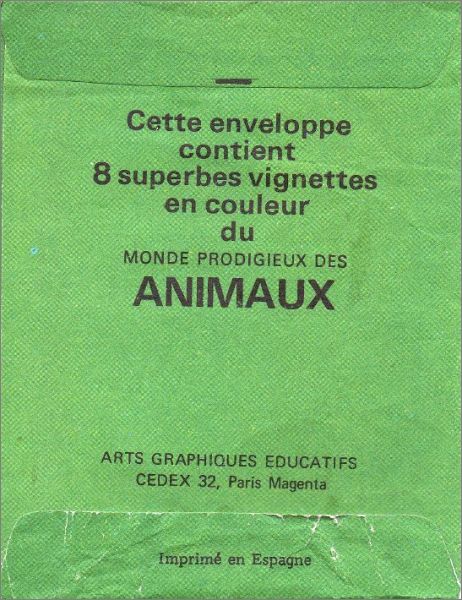 Cette enveloppe
contient
8 superbes vignettes
en couleur
du
MONDE PRODIGIEUX DES
ANIMAUX
ARTS GRAPHIQUES EDUCATIFS
CEDEX 32, Paris Magenta
Imprimé en Espagne